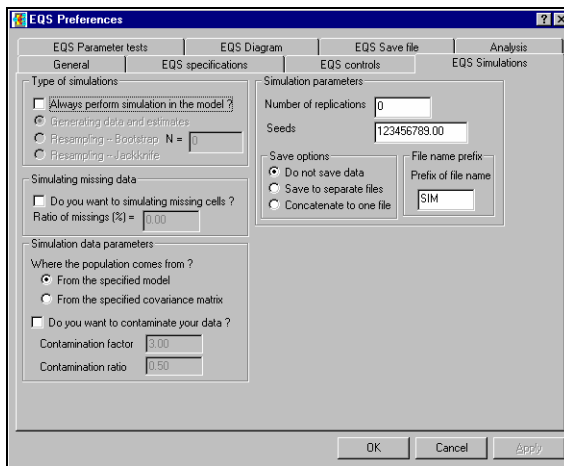 EQS Preferences
EQS Parameter tests
EQS Diagram
EQS Save file
Analysis
General
EQS specifications
EQS controls
EQS Simulations
Type of simulations
Always perform simulation in the model ?
Generating data and estimates
Resampling -- Bootstrap N = 0
Resampling -- Jackknife
Simulating missing data
Do you want to simulating missing cells ?
Ratio of missings (%) = 0.00
Simulation data parameters
Where the population comes from ?
From the specified model
From the specified covariance matrix
Do you want to contaminate your data ?
Contamination factor 3.00
Contamination ratio 0.50
Simulation parameters
Number of replications 0
Seeds 123456789.00
Save options
Do not save data
Save to separate files
Concatenate to one file
File name prefix
Prefix of file name
SIM
OK
Cancel
Apply